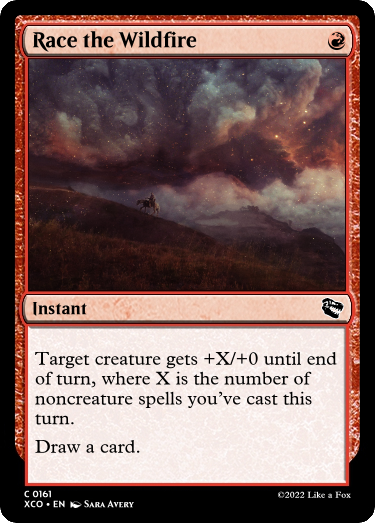 Race the Wildfire
Instant
Target creature gets +X/+0 until end
of turn, where X is the number of
noncreature spells you've cast this
turn.
Draw a card.
C 0161
XCO • EN Sara Avery
©2022 Like a Fox